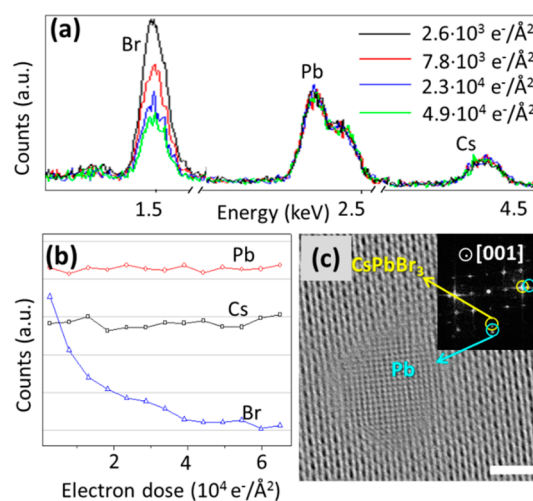 (a)
Br
Pb
Cs
2.6·10³ e⁻/Å²
7.8·10³ e⁻/Å²
2.3·10⁴ e⁻/Å²
4.9·10⁴ e⁻/Å²
Counts (a.u.)
1.5
2.5
4.5
Energy (keV)
(b)
Pb
Cs
Br
Counts (a.u.)
2
4
6
Electron dose (10⁴ e⁻/Å²)
(c)
CsPbBr₃
⊙ [001]
Pb